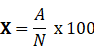 X = A/N x 100